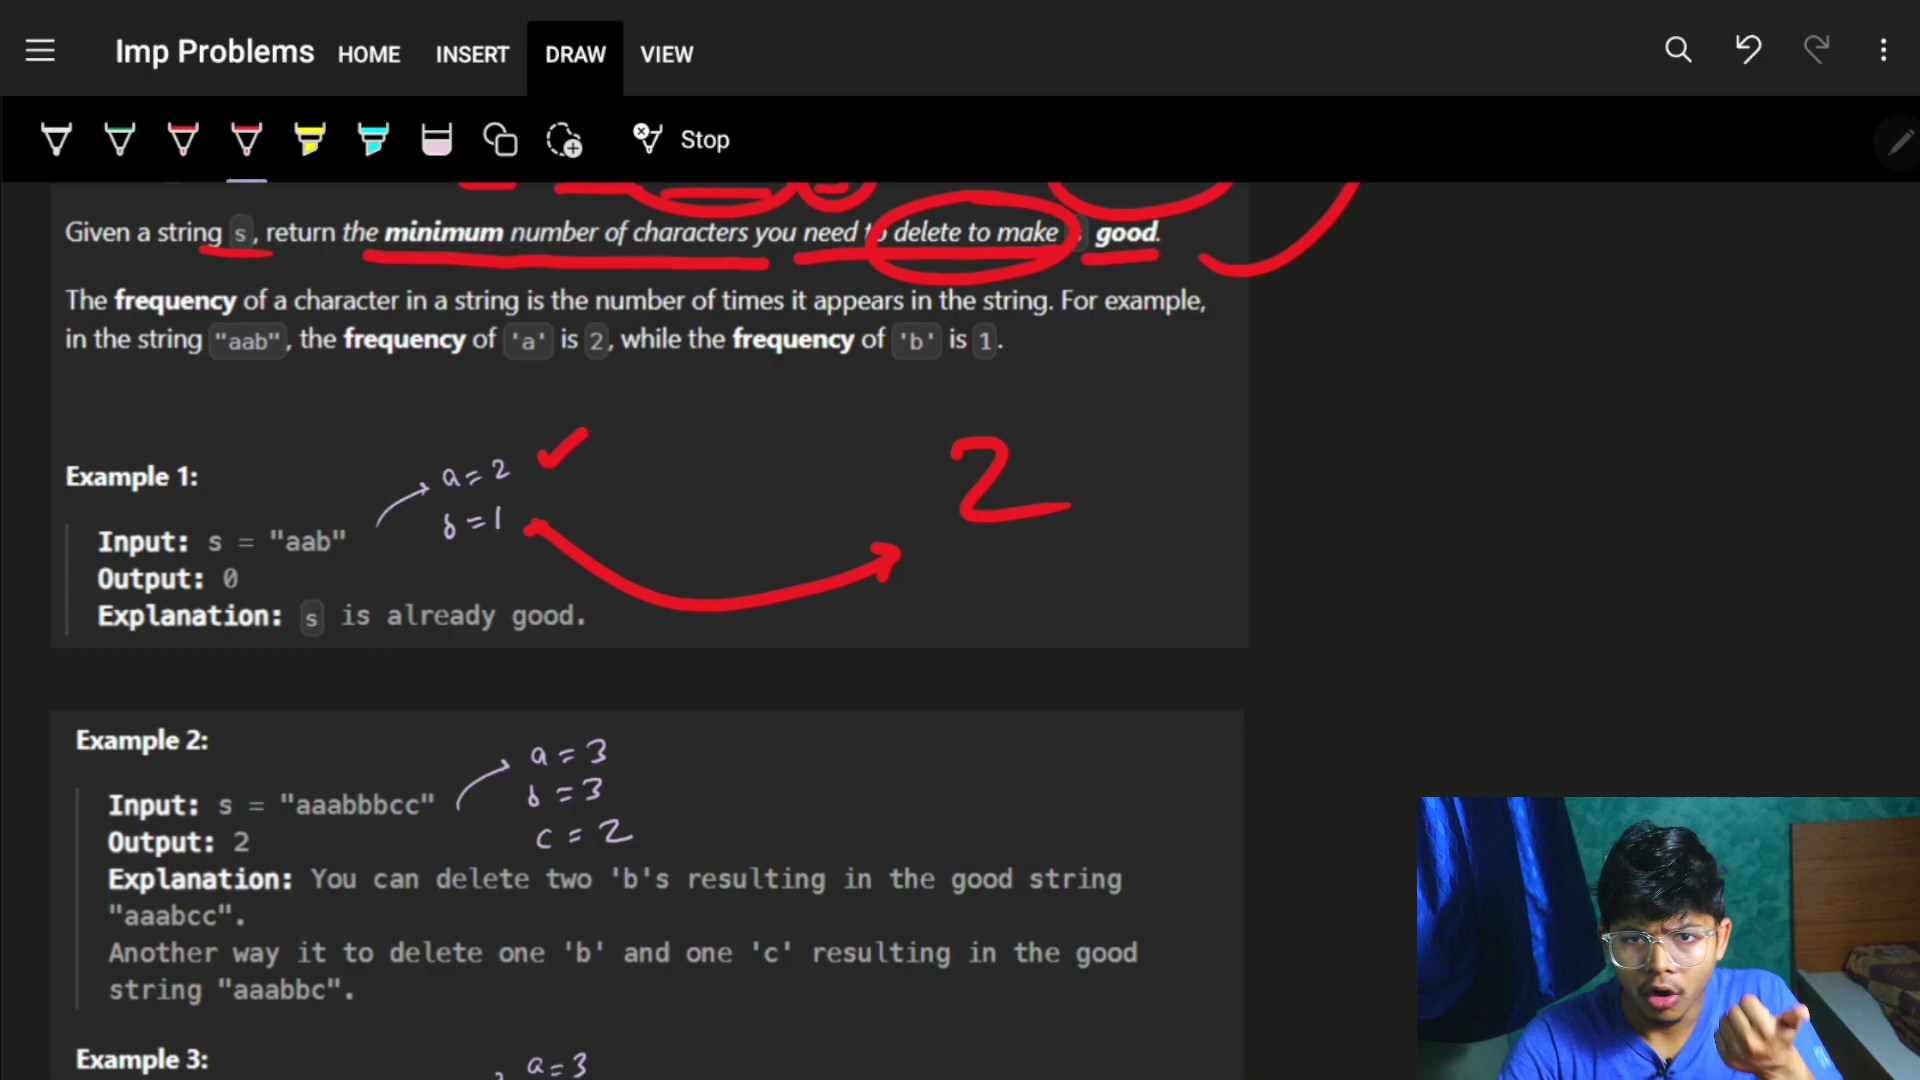 Imp Problems HOME INSERT DRAW VIEW
Stop
Given a string s, return the minimum number of characters you need to delete to make s good.
The frequency of a character in a string is the number of times it appears in the string. For example,
in the string "aab", the frequency of 'a' is 2, while the frequency of 'b' is 1.
Example 1:
a = 2
b = 1
2
Input: s = "aab"
Output: 0
Explanation: s is already good.
Example 2:
a = 3
b = 3
c = 2
Input: s = "aaabbbcc"
Output: 2
Explanation: You can delete two 'b's resulting in the good string
"aaabcc".
Another way it to delete one 'b' and one 'c' resulting in the good
string "aaabbc".
Example 3:
a = 3